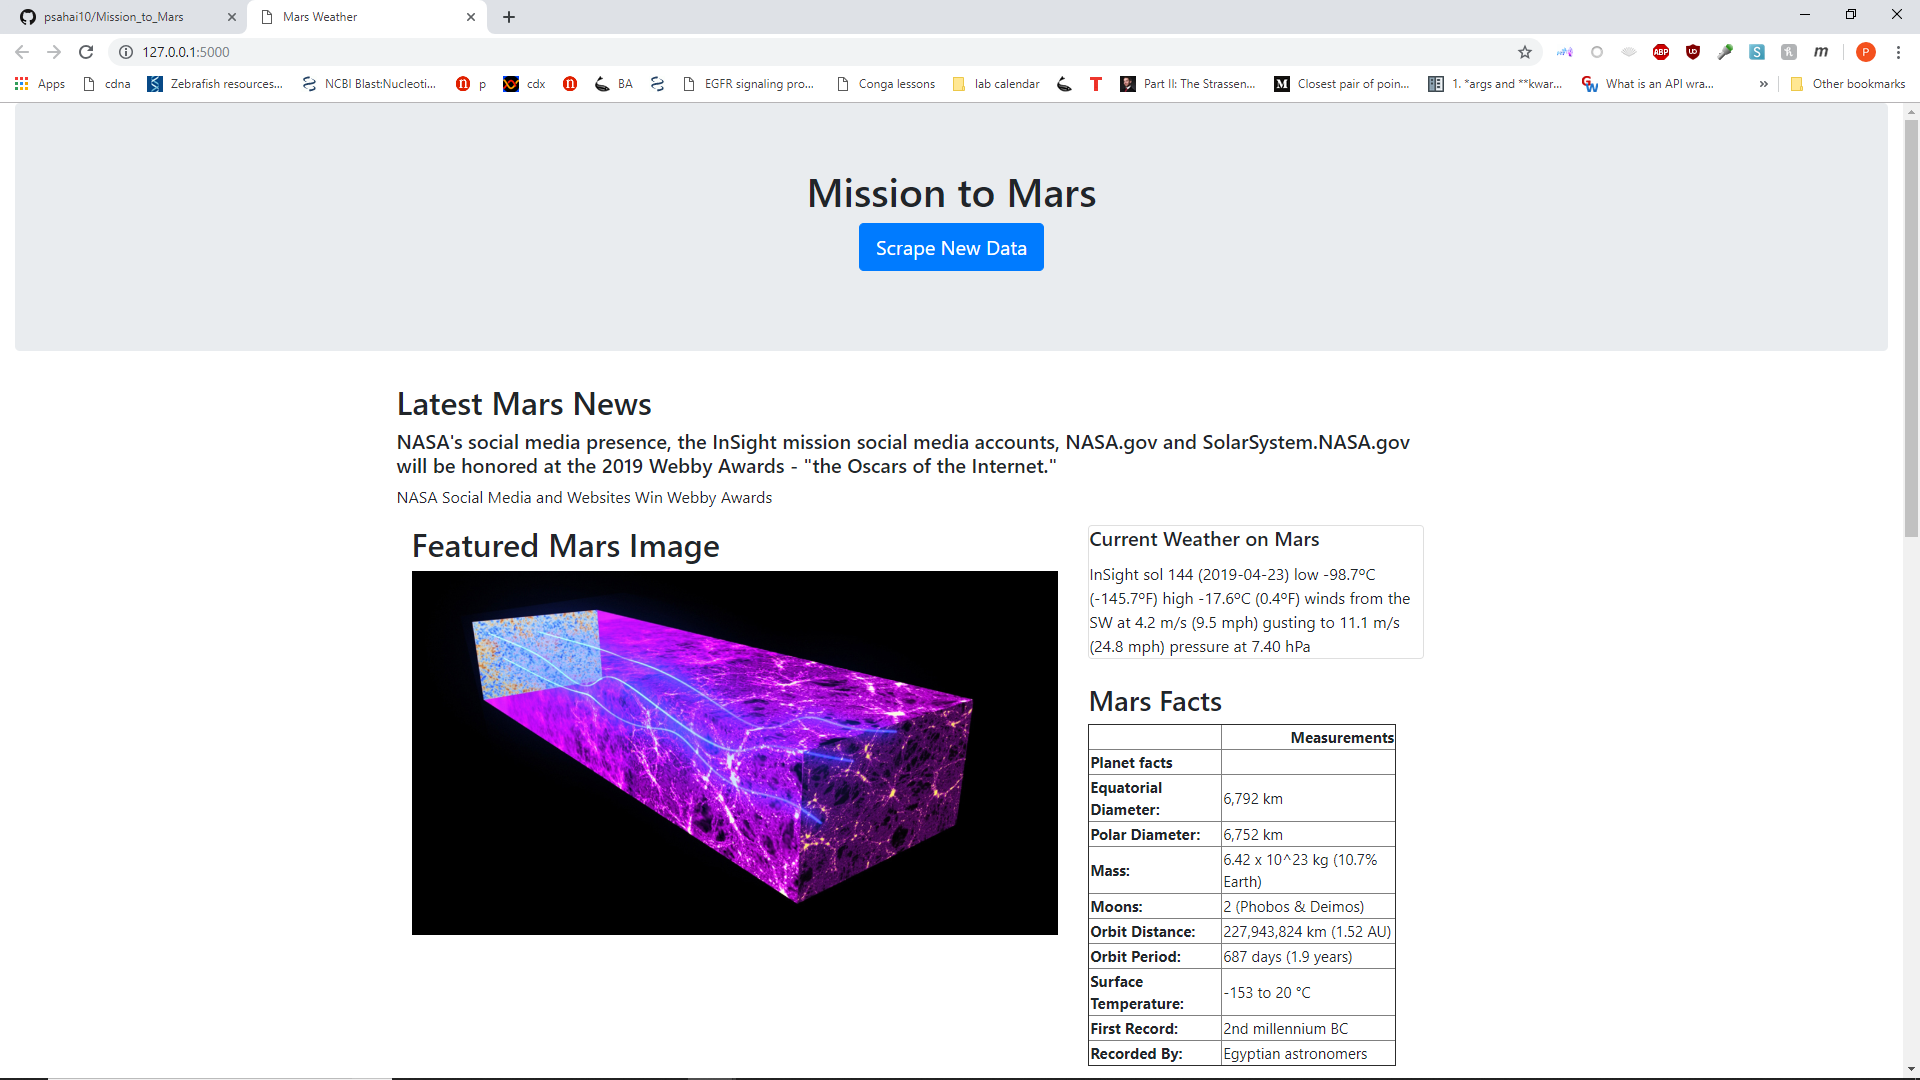 psahai10/Mission_to_Mars
Mars Weather
127.0.0.1:5000
Apps
cdna
Zebrafish resources...
NCBI Blast:Nucleoti...
p
cdx
BA
EGFR signaling pro...
Conga lessons
lab calendar
Part II: The Strassen...
Closest pair of poin...
1. *args and **kwar...
What is an API wra...
»
Other bookmarks
Mission to Mars
Scrape New Data
Latest Mars News
NASA's social media presence, the InSight mission social media accounts, NASA.gov and SolarSystem.NASA.gov
will be honored at the 2019 Webby Awards - "the Oscars of the Internet."
NASA Social Media and Websites Win Webby Awards
Featured Mars Image
Current Weather on Mars
InSight sol 144 (2019-04-23) low -98.7ºC
(-145.7ºF) high -17.6ºC (0.4ºF) winds from the
SW at 4.2 m/s (9.5 mph) gusting to 11.1 m/s
(24.8 mph) pressure at 7.40 hPa
Mars Facts
Measurements
Planet facts
Equatorial
Diameter:
6,792 km
Polar Diameter:
6,752 km
Mass:
6.42 x 10^23 kg (10.7%
Earth)
Moons:
2 (Phobos & Deimos)
Orbit Distance:
227,943,824 km (1.52 AU)
Orbit Period:
687 days (1.9 years)
Surface
Temperature:
-153 to 20 °C
First Record:
2nd millennium BC
Recorded By:
Egyptian astronomers